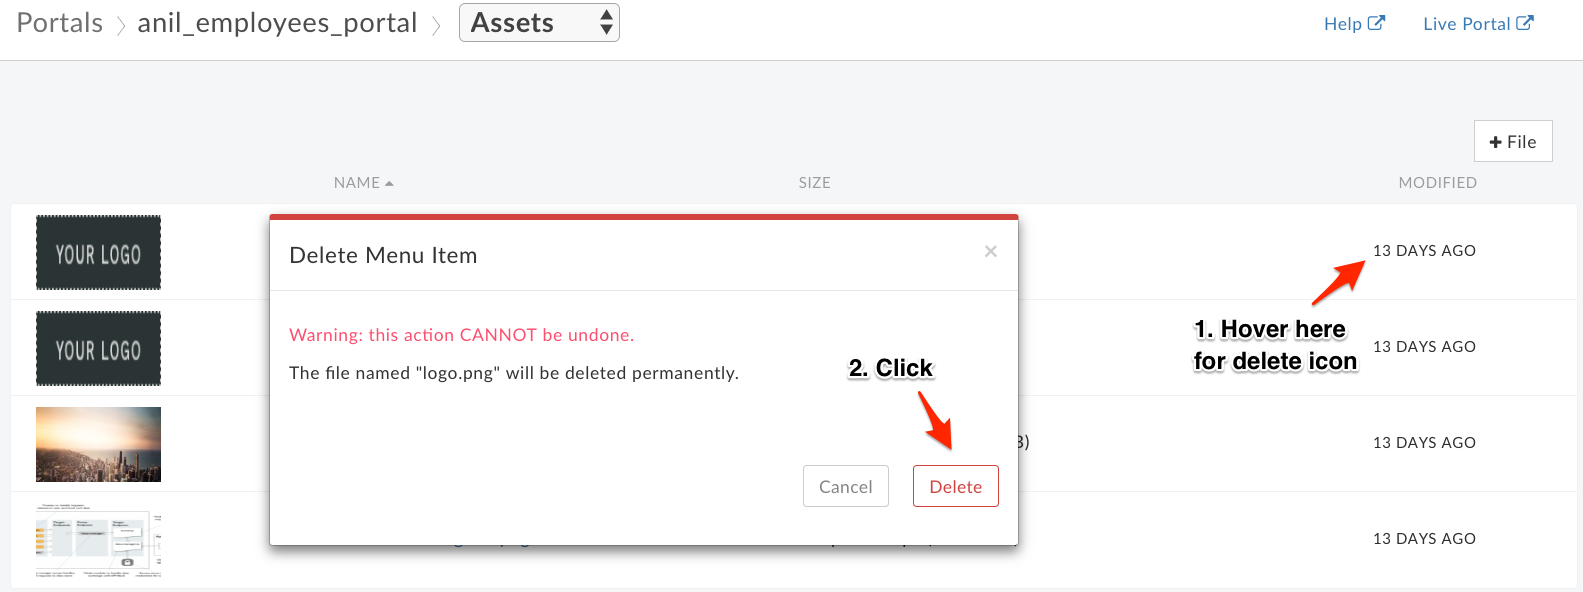 Portals
anil_employees_portal
Assets
Help
Live Portal
+ File
NAME
SIZE
MODIFIED
YOUR LOGO
13 DAYS AGO
Delete Menu Item
×
Warning: this action CANNOT be undone.
The file named "logo.png" will be deleted permanently.
1. Hover here
for delete icon
YOUR LOGO
13 DAYS AGO
2. Click
13 DAYS AGO
Cancel
Delete
13 DAYS AGO